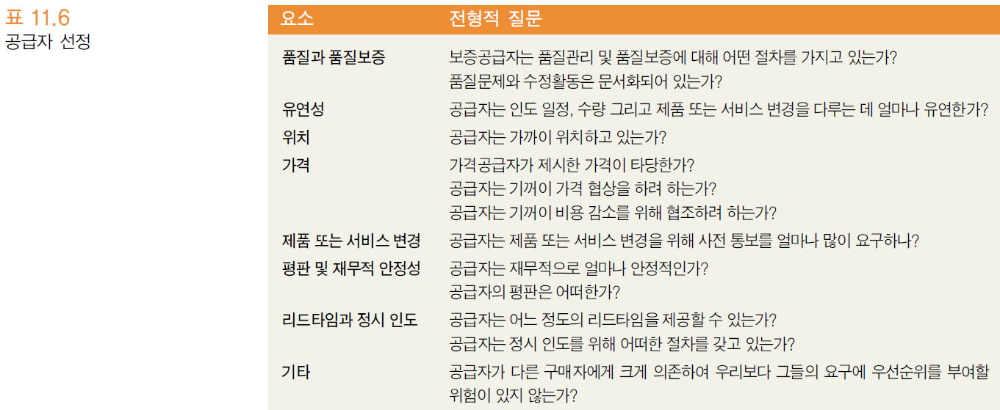 표 11.6
공급자 선정
요소 전형적 질문
품질과 품질보증 보증공급자는 품질관리 및 품질보증에 대해 어떤 절차를 가지고 있는가?
품질문제와 수정활동은 문서화되어 있는가?
유연성 공급자는 인도 일정, 수량 그리고 제품 또는 서비스 변경을 다루는 데 얼마나 유연한가?
위치 공급자는 가까이 위치하고 있는가?
가격 가격공급자가 제시한 가격이 타당한가?
공급자는 기꺼이 가격 협상을 하려 하는가?
공급자는 기꺼이 비용 감소를 위해 협조하려 하는가?
제품 또는 서비스 변경 공급자는 제품 또는 서비스 변경을 위해 사전 통보를 얼마나 많이 요구하나?
평판 및 재무적 안정성 공급자는 재무적으로 얼마나 안정적인가?
공급자의 평판은 어떠한가?
리드타임과 정시 인도 공급자는 어느 정도의 리드타임을 제공할 수 있는가?
공급자는 정시 인도를 위해 어떠한 절차를 갖고 있는가?
기타 공급자가 다른 구매자에게 크게 의존하여 우리보다 그들의 요구에 우선순위를 부여할
위험이 있지 않는가?